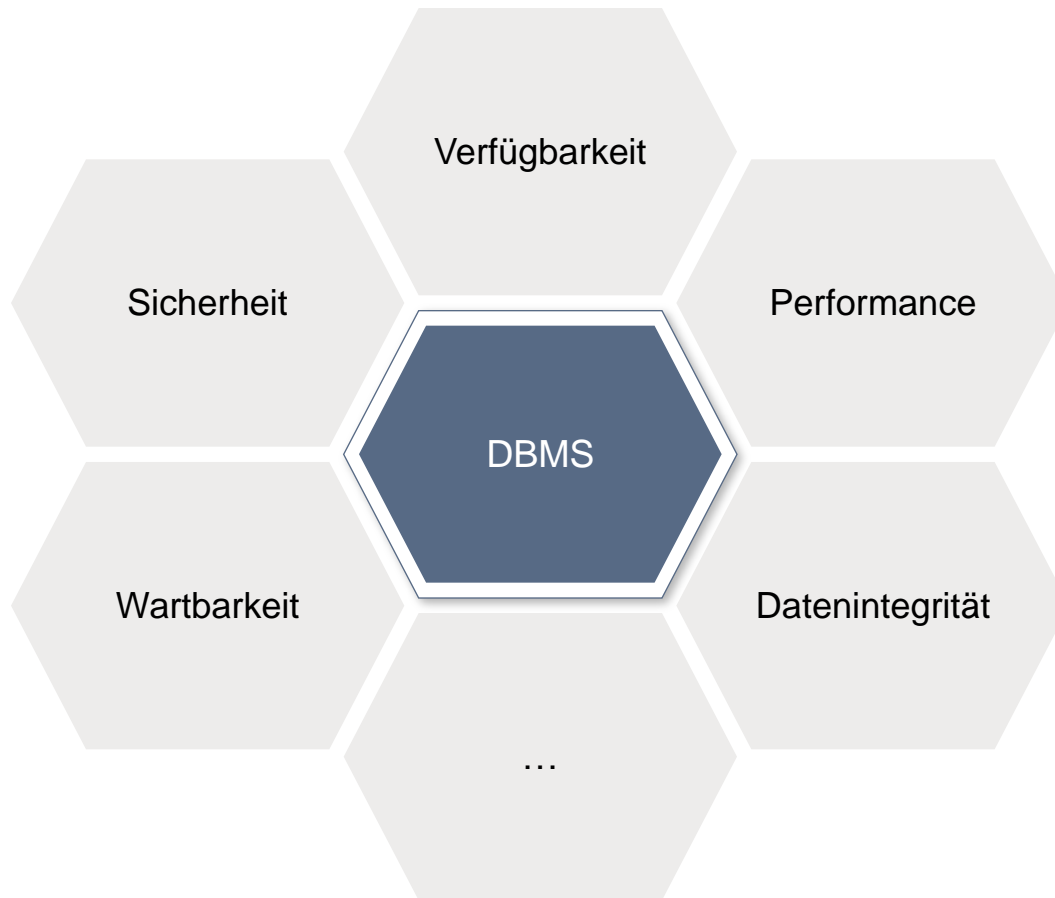 Verfügbarkeit
Sicherheit
Performance
DBMS
Wartbarkeit
Datenintegrität
…